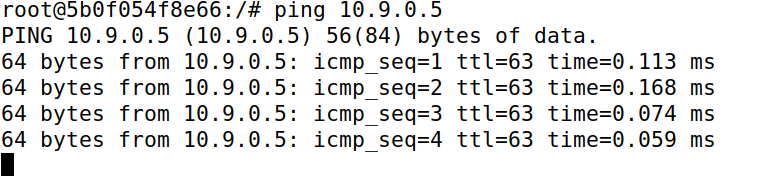 root@5b0f054f8e66:/# ping 10.9.0.5
PING 10.9.0.5 (10.9.0.5) 56(84) bytes of data.
64 bytes from 10.9.0.5: icmp_seq=1 ttl=63 time=0.113 ms
64 bytes from 10.9.0.5: icmp_seq=2 ttl=63 time=0.168 ms
64 bytes from 10.9.0.5: icmp_seq=3 ttl=63 time=0.074 ms
64 bytes from 10.9.0.5: icmp_seq=4 ttl=63 time=0.059 ms